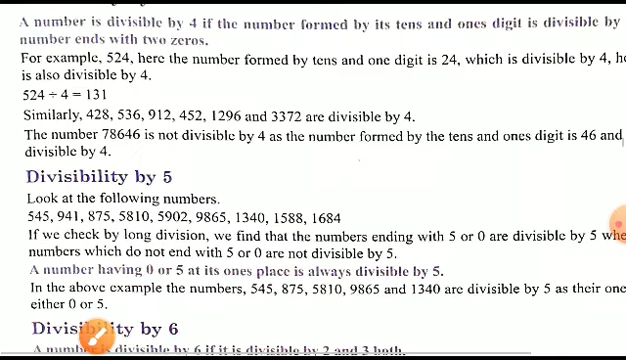 A number is divisible by 4 if the number formed by its tens and ones digit is divisible by
number ends with two zeros.
For example, 524, here the number formed by tens and one digit is 24, which is divisible by 4, h
is also divisible by 4.
524 ÷ 4 = 131
Similarly, 428, 536, 912, 452, 1296 and 3372 are divisible by 4.
The number 78646 is not divisible by 4 as the number formed by the tens and ones digit is 46 and
divisible by 4.
Divisibility by 5
Look at the following numbers.
545, 941, 875, 5810, 5902, 9865, 1340, 1588, 1684
If we check by long division, we find that the numbers ending with 5 or 0 are divisible by 5 whe
numbers which do not end with 5 or 0 are not divisible by 5.
A number having 0 or 5 at its ones place is always divisible by 5.
In the above example the numbers, 545, 875, 5810, 9865 and 1340 are divisible by 5 as their one
either 0 or 5.
Divisibility by 6
A number is divisible by 6 if it is divisible by 2 and 3 both.